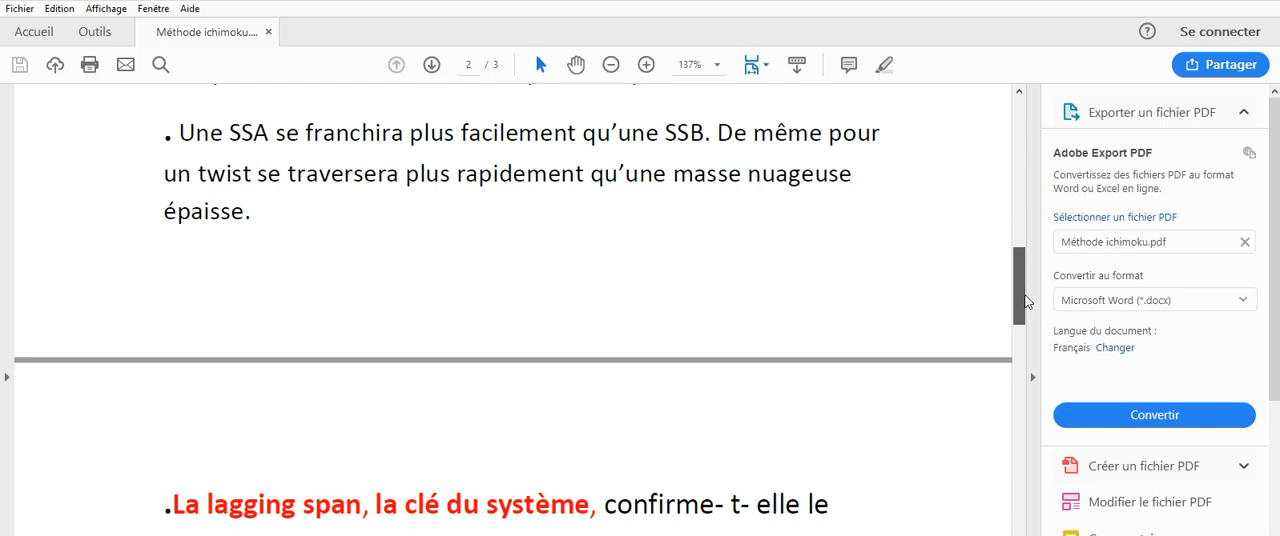 Fichier Edition Affichage Fenêtre Aide
Accueil Outils Méthode ichimoku.... × ? Se connecter
2 / 3 137% Partager
Exporter un fichier PDF
. Une SSA se franchira plus facilement qu’une SSB. De même pour
un twist se traversera plus rapidement qu’une masse nuageuse
épaisse.
.La lagging span, la clé du système, confirme- t- elle le
Adobe Export PDF
Convertissez des fichiers PDF au format
Word ou Excel en ligne.
Sélectionner un fichier PDF
Méthode ichimoku.pdf
Convertir au format
Microsoft Word (*.docx)
Langue du document :
Français Changer
Convertir
Créer un fichier PDF
Modifier le fichier PDF